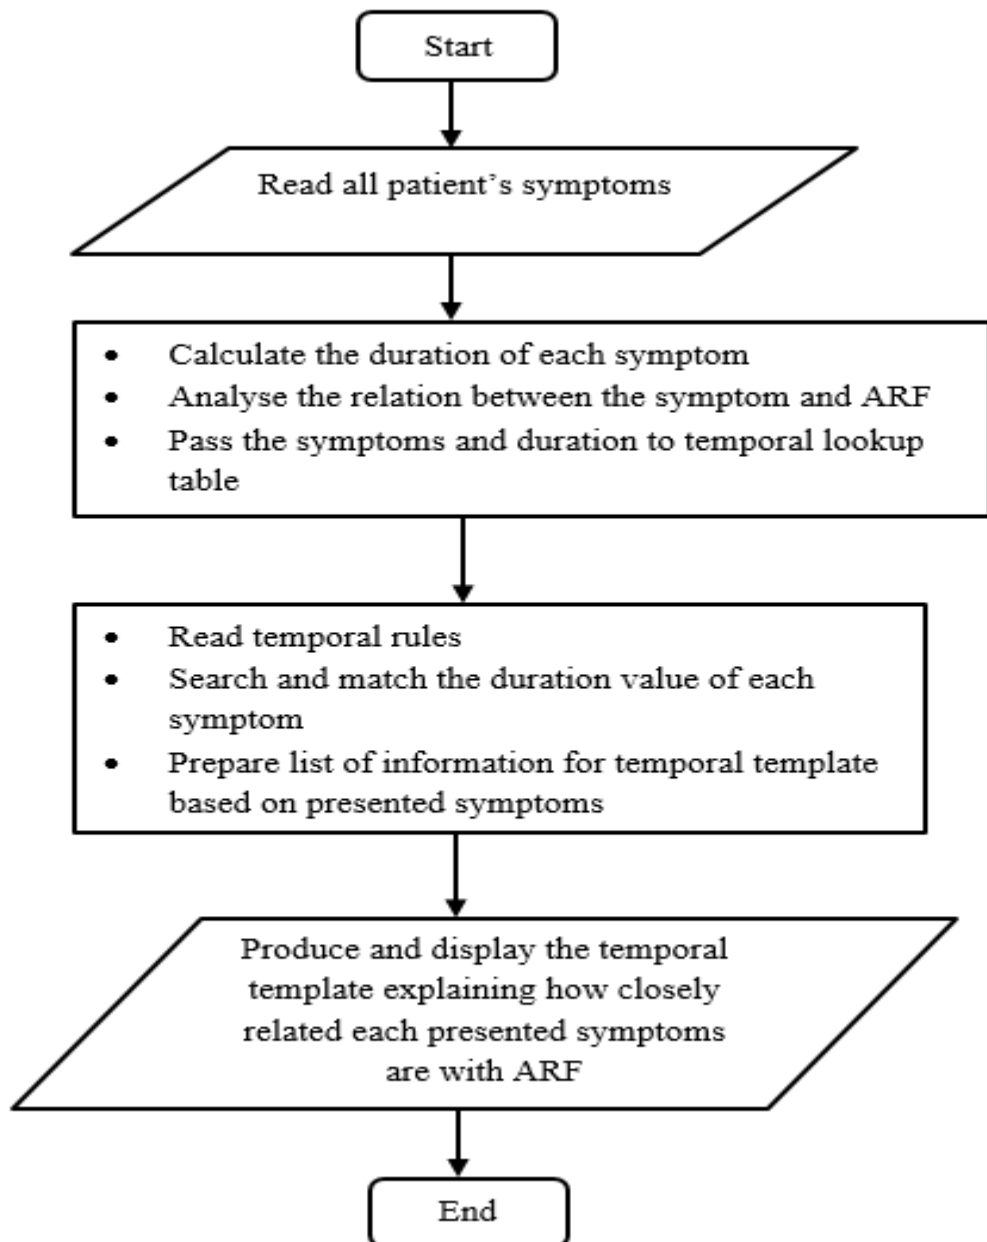 Start
Read all patient’s symptoms
• Calculate the duration of each symptom
• Analyse the relation between the symptom and ARF
• Pass the symptoms and duration to temporal lookup
table
• Read temporal rules
• Search and match the duration value of each
symptom
• Prepare list of information for temporal template
based on presented symptoms
Produce and display the temporal
template explaining how closely
related each presented symptoms
are with ARF
End